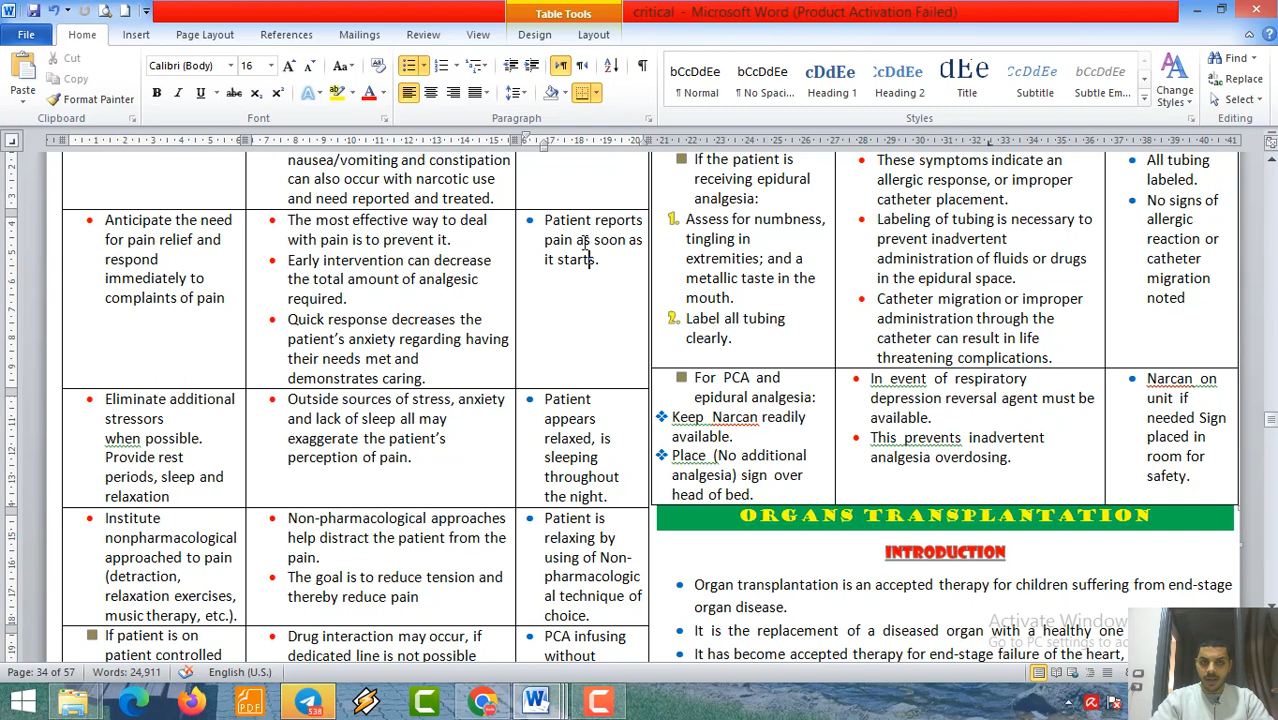 critical - Microsoft Word (Product Activation Failed)
Table Tools
File Home Insert Page Layout References Mailings Review View Design Layout
Cut
Copy
Format Painter
Paste
Clipboard
Calibri (Body) 16
Font
Paragraph
bCcDdEe bCcDdEe cDdEe CcDdEe dEe CcDdEe bCcDdEe
¶ Normal ¶ No Spaci... Heading 1 Heading 2 Title Subtitle Subtle Em...
Change
Styles
Styles
Find
Replace
Select
Editing
nausea/vomiting and constipation
can also occur with narcotic use
and need reported and treated.
Anticipate the need
for pain relief and
respond
immediately to
complaints of pain
The most effective way to deal
with pain is to prevent it.
Early intervention can decrease
the total amount of analgesic
required.
Quick response decreases the
patient’s anxiety regarding having
their needs met and
demonstrates caring.
Patient reports
pain as soon as
it starts.
Eliminate additional
stressors
when possible.
Provide rest
periods, sleep and
relaxation
Outside sources of stress, anxiety
and lack of sleep all may
exaggerate the patient’s
perception of pain.
Patient
appears
relaxed, is
sleeping
throughout
the night.
Institute
nonpharmacological
approached to pain
(detraction,
relaxation exercises,
music therapy, etc.).
Non-pharmacological approaches
help distract the patient from the
pain.
The goal is to reduce tension and
thereby reduce pain
Patient is
relaxing by
using of Non-
pharmacologic
al technique of
choice.
If patient is on
patient controlled
Drug interaction may occur, if
dedicated line is not possible
PCA infusing
without
If the patient is
receiving epidural
analgesia:
1. Assess for numbness,
tingling in
extremities; and a
metallic taste in the
mouth.
2. Label all tubing
clearly.
These symptoms indicate an
allergic response, or improper
catheter placement.
Labeling of tubing is necessary to
prevent inadvertent
administration of fluids or drugs
in the epidural space.
Catheter migration or improper
administration through the
catheter can result in life
threatening complications.
All tubing
labeled.
No signs of
allergic
reaction or
catheter
migration
noted
For PCA and
epidural analgesia:
Keep Narcan readily
available.
Place (No additional
analgesia) sign over
head of bed.
In event of respiratory
depression reversal agent must be
available.
This prevents inadvertent
analgesia overdosing.
Narcan on
unit if
needed Sign
placed in
room for
safety.
ORGANS TRANSPLANTATION
INTRODUCTION
Organ transplantation is an accepted therapy for children suffering from end-stage
organ disease.
It is the replacement of a diseased organ with a healthy one
It has become accepted therapy for end-stage failure of the heart,
Activate Windows
Go to PC settings to
Page: 34 of 57 Words: 24,911 English (U.S.)
PDF
538